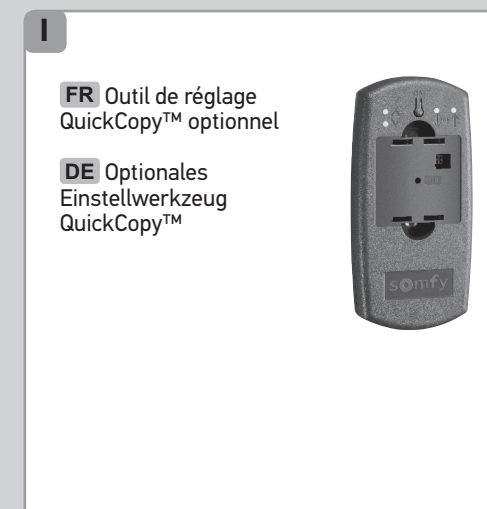 I
FR Outil de réglage
QuickCopy™ optionnel
DE Optionales
Einstellwerkzeug
QuickCopy™
somfy